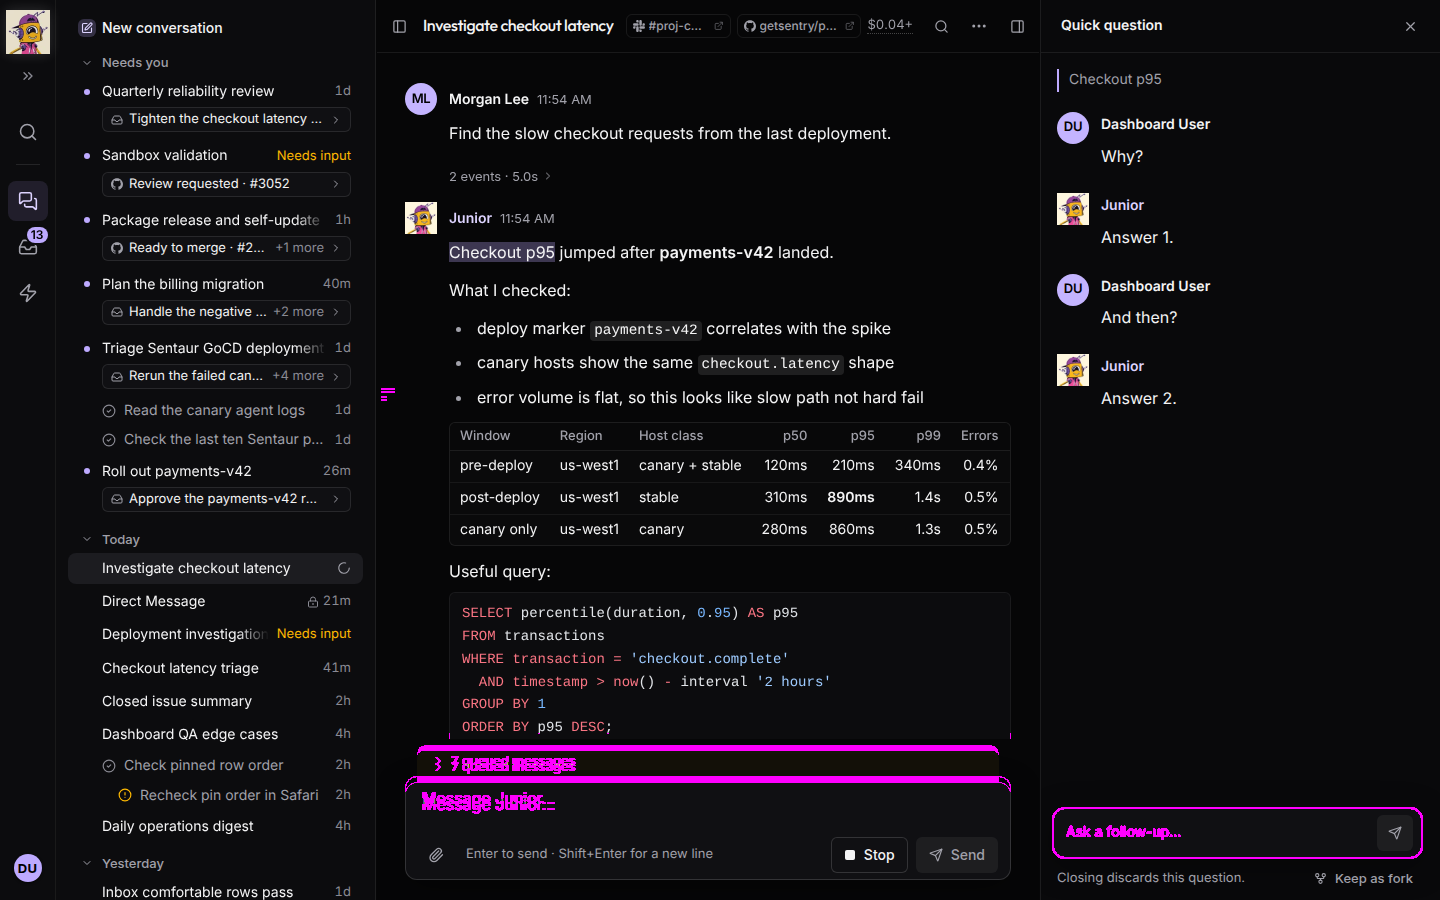 New conversation
Needs you
Quarterly reliability review 1d
Tighten the checkout latency ...
Sandbox validation Needs input
Review requested · #3052
Package release and self-update 1h
Ready to merge · #2... +1 more
13
Plan the billing migration 40m
Handle the negative ... +2 more
Triage Sentaur GoCD deployment 1d
Rerun the failed can... +4 more
Read the canary agent logs 1d
Check the last ten Sentaur p... 1d
Roll out payments-v42 26m
Approve the payments-v42 r...
Today
Investigate checkout latency
Direct Message 21m
Deployment investigation Needs input
Checkout latency triage 41m
Closed issue summary 2h
Dashboard QA edge cases 4h
Check pinned row order 2h
Recheck pin order in Safari 2h
Daily operations digest 4h
Yesterday
Inbox comfortable rows pass 1d
DU
Investigate checkout latency #proj-c... getsentry/p... $0.04+
ML Morgan Lee 11:54 AM
Find the slow checkout requests from the last deployment.
2 events · 5.0s
Junior 11:54 AM
Checkout p95 jumped after payments-v42 landed.
What I checked:
• deploy marker payments-v42 correlates with the spike
• canary hosts show the same checkout.latency shape
• error volume is flat, so this looks like slow path not hard fail
Window Region Host class p50 p95 p99 Errors
pre-deploy us-west1 canary + stable 120ms 210ms 340ms 0.4%
post-deploy us-west1 stable 310ms 890ms 1.4s 0.5%
canary only us-west1 canary 280ms 860ms 1.3s 0.5%
Useful query:
SELECT percentile(duration, 0.95) AS p95
FROM transactions
WHERE transaction = 'checkout.complete'
AND timestamp > now() - interval '2 hours'
GROUP BY 1
ORDER BY p95 DESC;
7 queued messages
Message Junior...
Enter to send · Shift+Enter for a new line
Stop
Send
Quick question
Checkout p95
DU Dashboard User
Why?
Junior
Answer 1.
DU Dashboard User
And then?
Junior
Answer 2.
Ask a follow-up...
Closing discards this question. Keep as fork